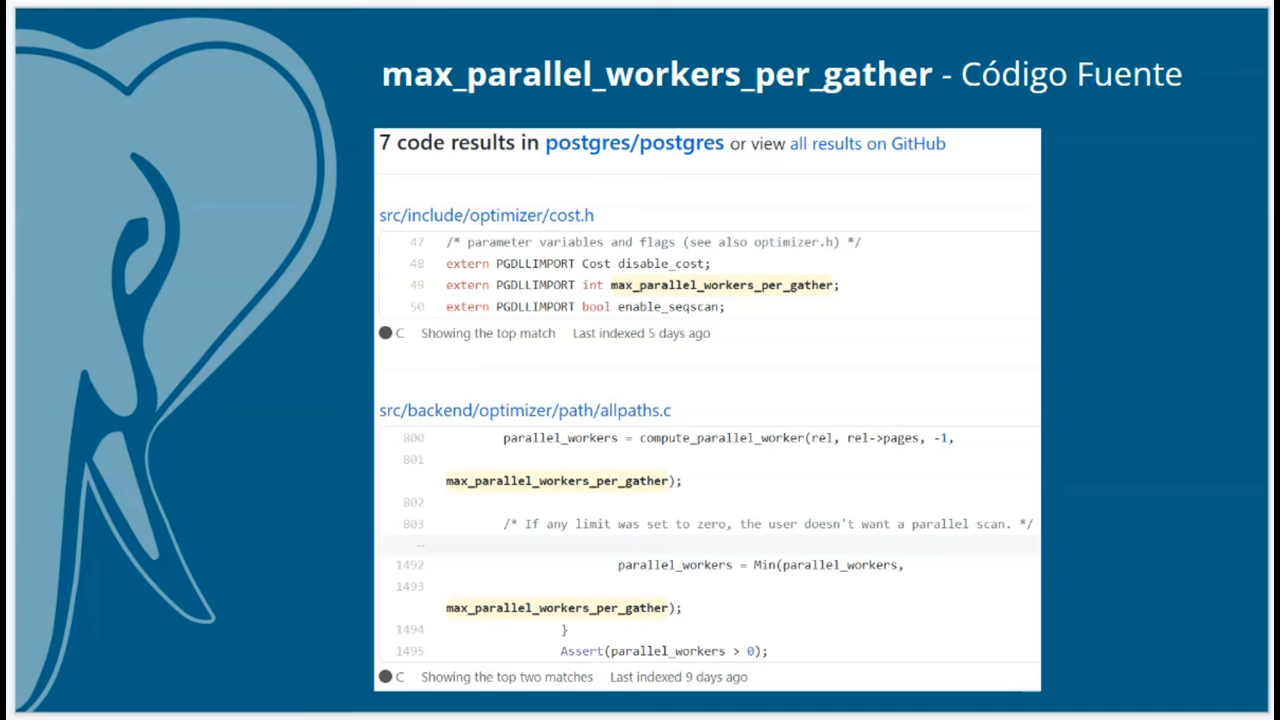 max_parallel_workers_per_gather - Código Fuente
7 code results in postgres/postgres or view all results on GitHub
src/include/optimizer/cost.h
47 /* parameter variables and flags (see also optimizer.h) */
48 extern PGDLLIMPORT Cost disable_cost;
49 extern PGDLLIMPORT int max_parallel_workers_per_gather;
50 extern PGDLLIMPORT bool enable_seqscan;
C Showing the top match Last indexed 5 days ago
src/backend/optimizer/path/allpaths.c
800 parallel_workers = compute_parallel_worker(rel, rel->pages, -1,
801
max_parallel_workers_per_gather);
802
803 /* If any limit was set to zero, the user doesn't want a parallel scan. */
…
1492 parallel_workers = Min(parallel_workers,
1493
max_parallel_workers_per_gather);
1494 }
1495 Assert(parallel_workers > 0);
C Showing the top two matches Last indexed 9 days ago